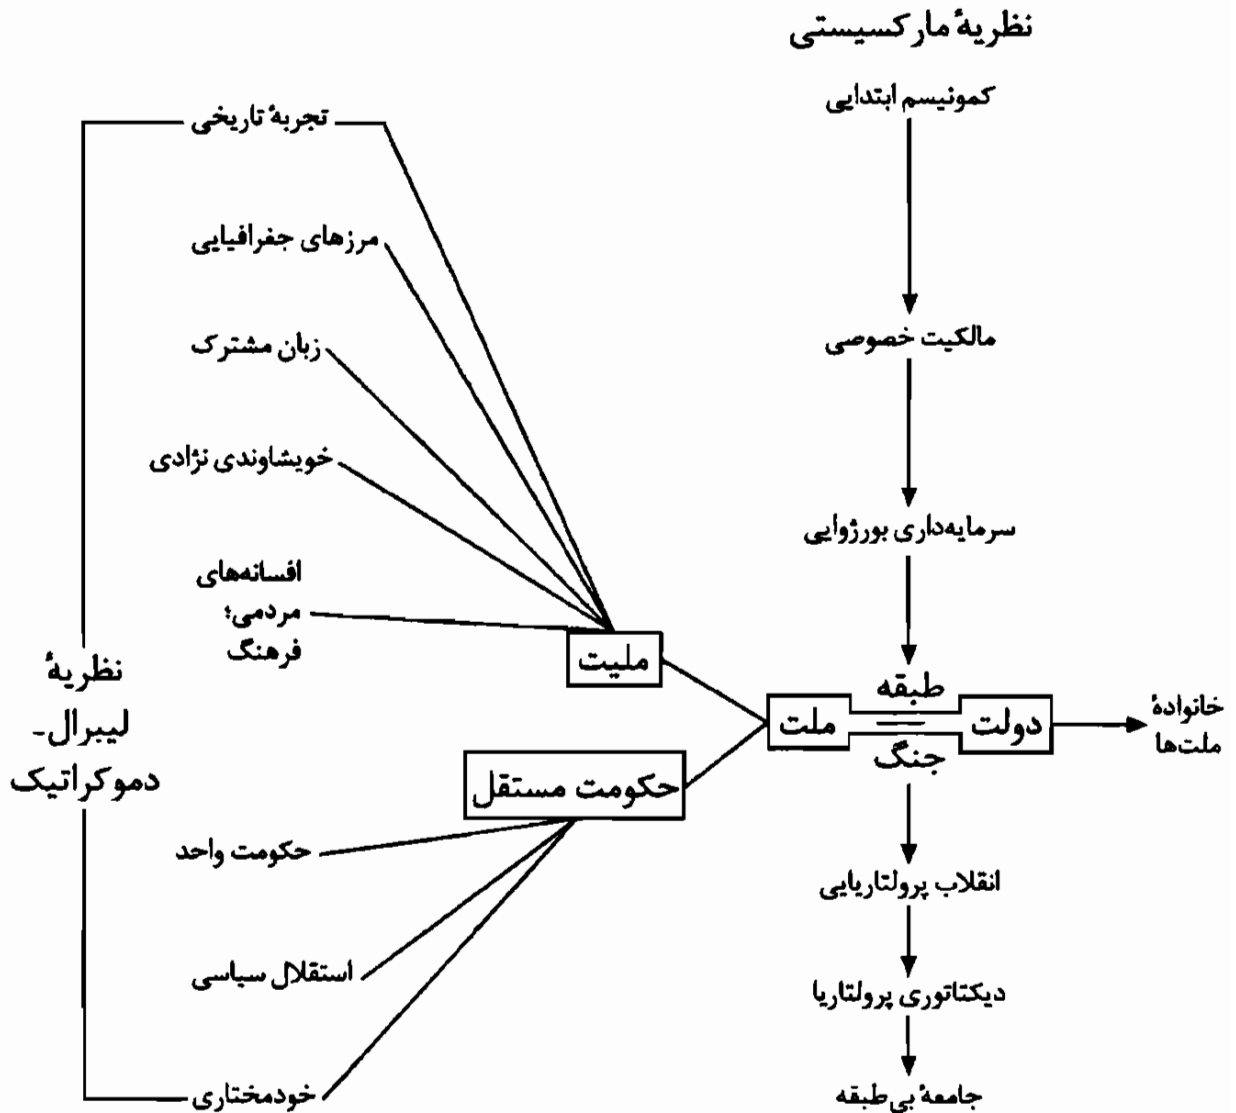 نظریهٔ مارکسیستی
کمونیسم ابتدایی
مالکیت خصوصی
سرمایه‌داری بورژوایی
طبقه
جنگ
ملت
دولت
خانوادهٔ
ملت‌ها
انقلاب پرولتاریایی
دیکتاتوری پرولتاریا
جامعهٔ بی‌طبقه
تجربهٔ تاریخی
مرزهای جغرافیایی
زبان مشترک
خویشاوندی نژادی
افسانه‌های
مردمی؛
فرهنگ
ملیت
نظریهٔ
لیبرال-
دموکراتیک
حکومت مستقل
حکومت واحد
استقلال سیاسی
خودمختاری